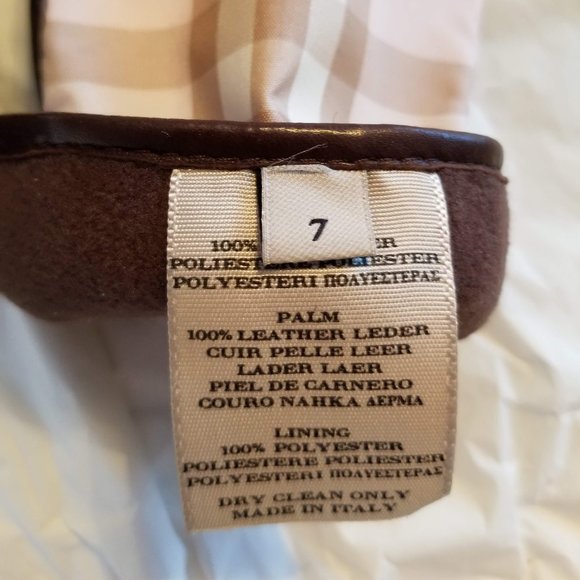 7
100%
POLIESTERE POLIESTER
POLYESTERI ΠΟΛΥΕΣΤΕΡΑΣ
PALM
100% LEATHER LEDER
CUIR PELLE LEER
LADER LAER
PIEL DE CARNERO
COURO NAHKA ΔΕΡΜΑ
LINING
100% POLYESTER
POLIESTERE POLIESTER
POLYESTERI ΠΟΛΥΕΣΤΕΡΑΣ
DRY CLEAN ONLY
MADE IN ITALY